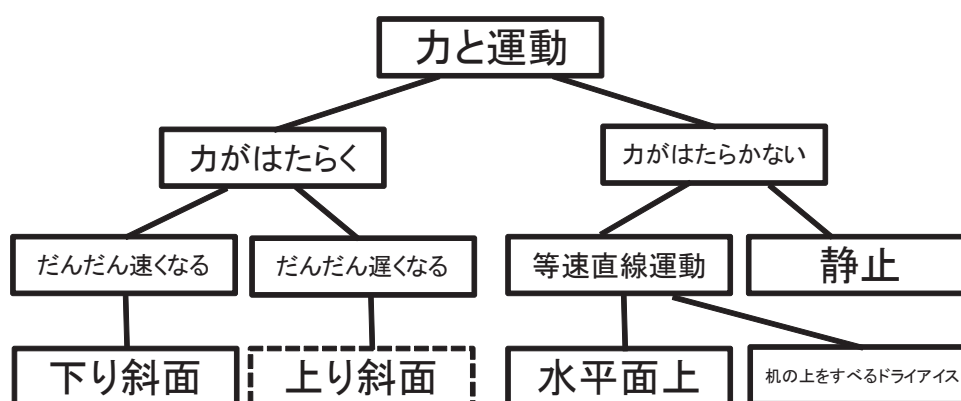 力と運動
力がはたらく
力がはたらかない
だんだん速くなる
だんだん遅くなる
等速直線運動
静止
下り斜面
上り斜面
水平面上
机の上をすべるドライアイス